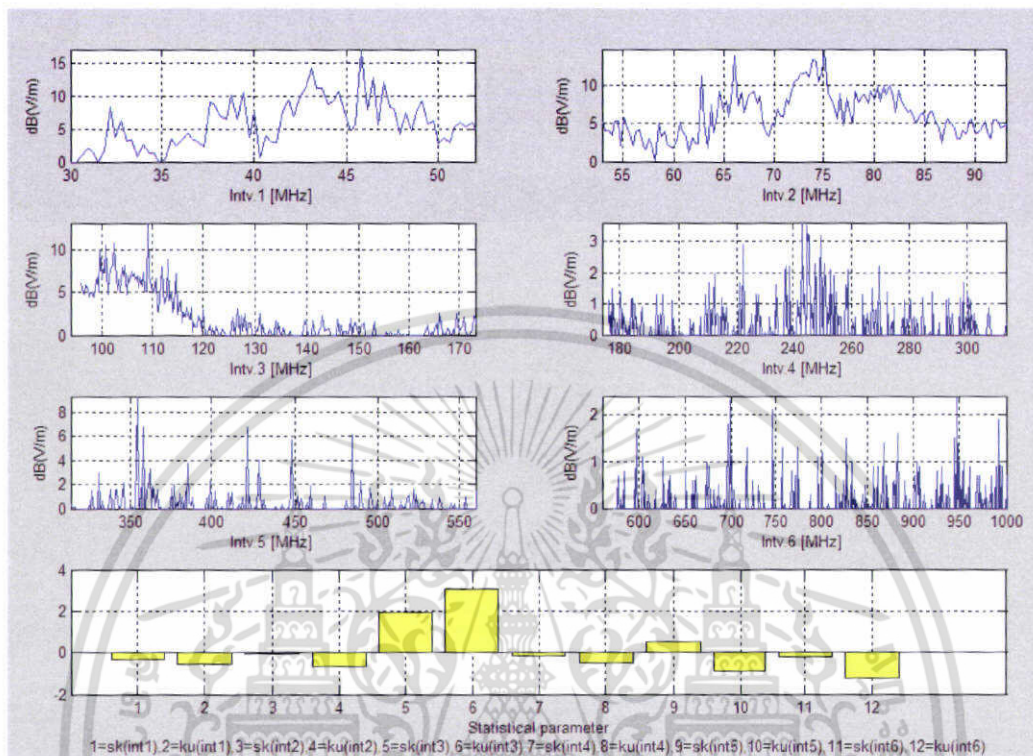 15
10
5
0
dB(V/m)
30 35 40 45 50
Intv.1 [MHz]
10
5
0
dB(V/m)
55 60 65 70 75 80 85 90
Intv.2 [MHz]
10
5
0
dB(V/m)
100 110 120 130 140 150 160 170
Intv.3 [MHz]
3
2
1
0
dB(V/m)
180 200 220 240 260 280 300
Intv.4 [MHz]
8
6
4
2
0
dB(V/m)
350 400 450 500 550
Intv.5 [MHz]
2
1
0
dB(V/m)
600 650 700 750 800 850 900 950 1000
Intv.6 [MHz]
4
2
0
-2
1 2 3 4 5 6 7 8 9 10 11 12
Statistical parameter
1=sk(int1),2=ku(int1),3=sk(int2),4=ku(int2),5=sk(int3),6=ku(int3),7=sk(int4),8=ku(int4),9=sk(int5),10=ku(int5),11=sk(int6),12=ku(int6)